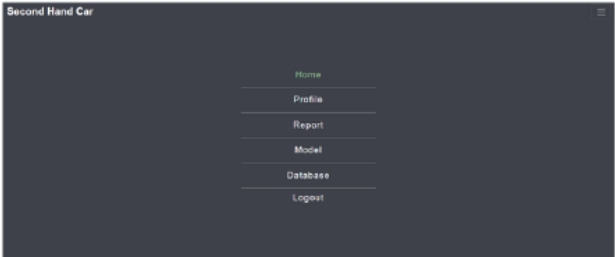 Second Hand Car
Home
Profile
Report
Model
Database
Logout